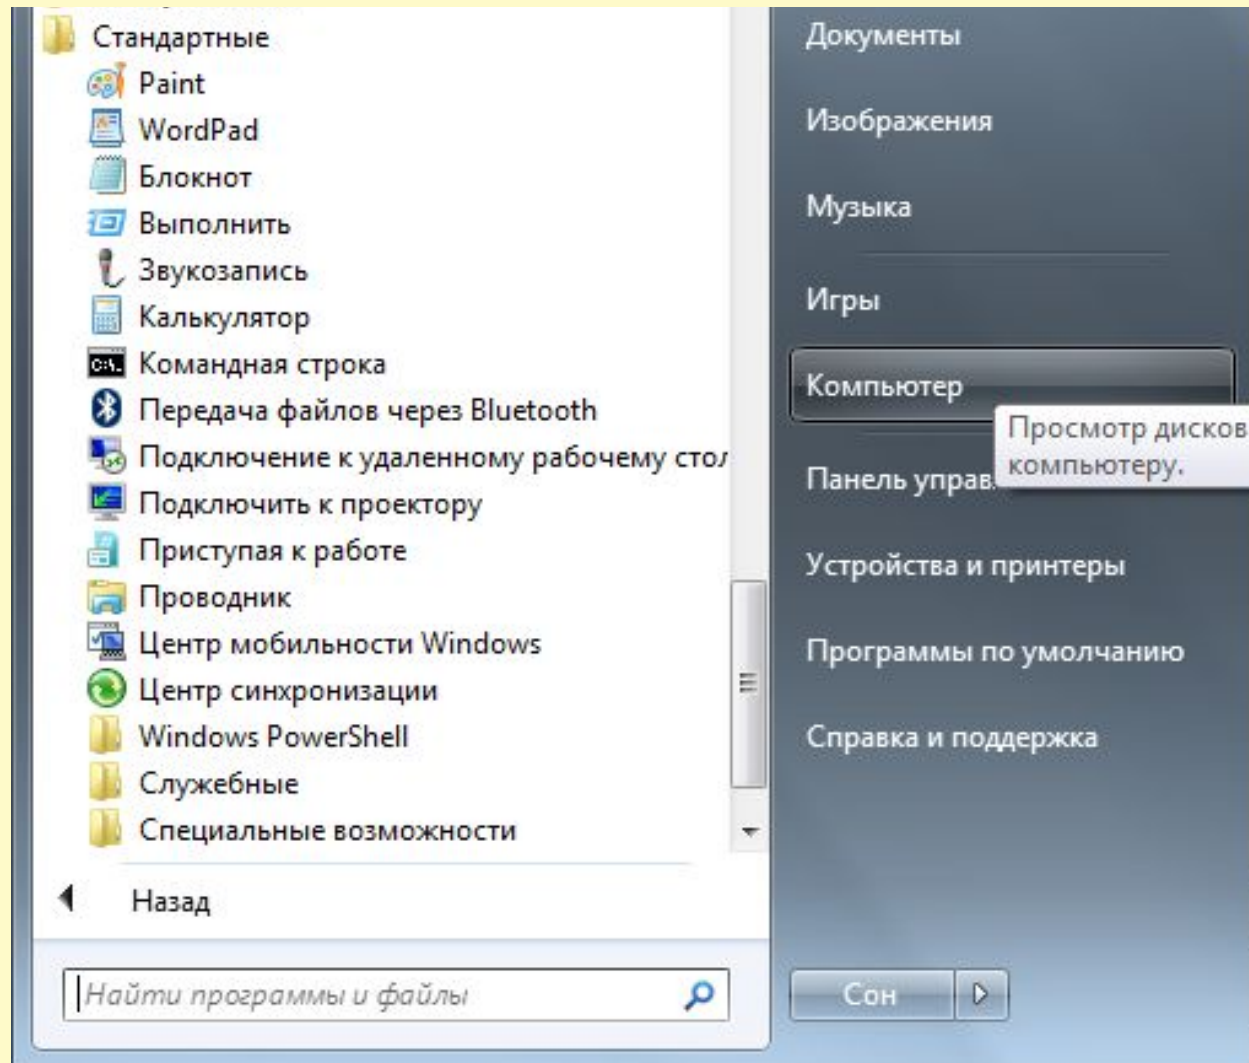 Стандартные
Paint
WordPad
Блокнот
Выполнить
Звукозапись
Калькулятор
Командная строка
Передача файлов через Bluetooth
Подключение к удаленному рабочему
Подключить к проектору
Приступая к работе
Проводник
Центр мобильности Windows
Центр синхронизации
Windows PowerShell
Служебные
Специальные возможности
Назад
Найти программы и файлы
Документы
Изображения
Музыка
Игры
Компьютер
Просмотр дисков
компьютеру.
Панель
Устройства и принтеры
Программы по умолчанию
Справка и поддержка
Сон